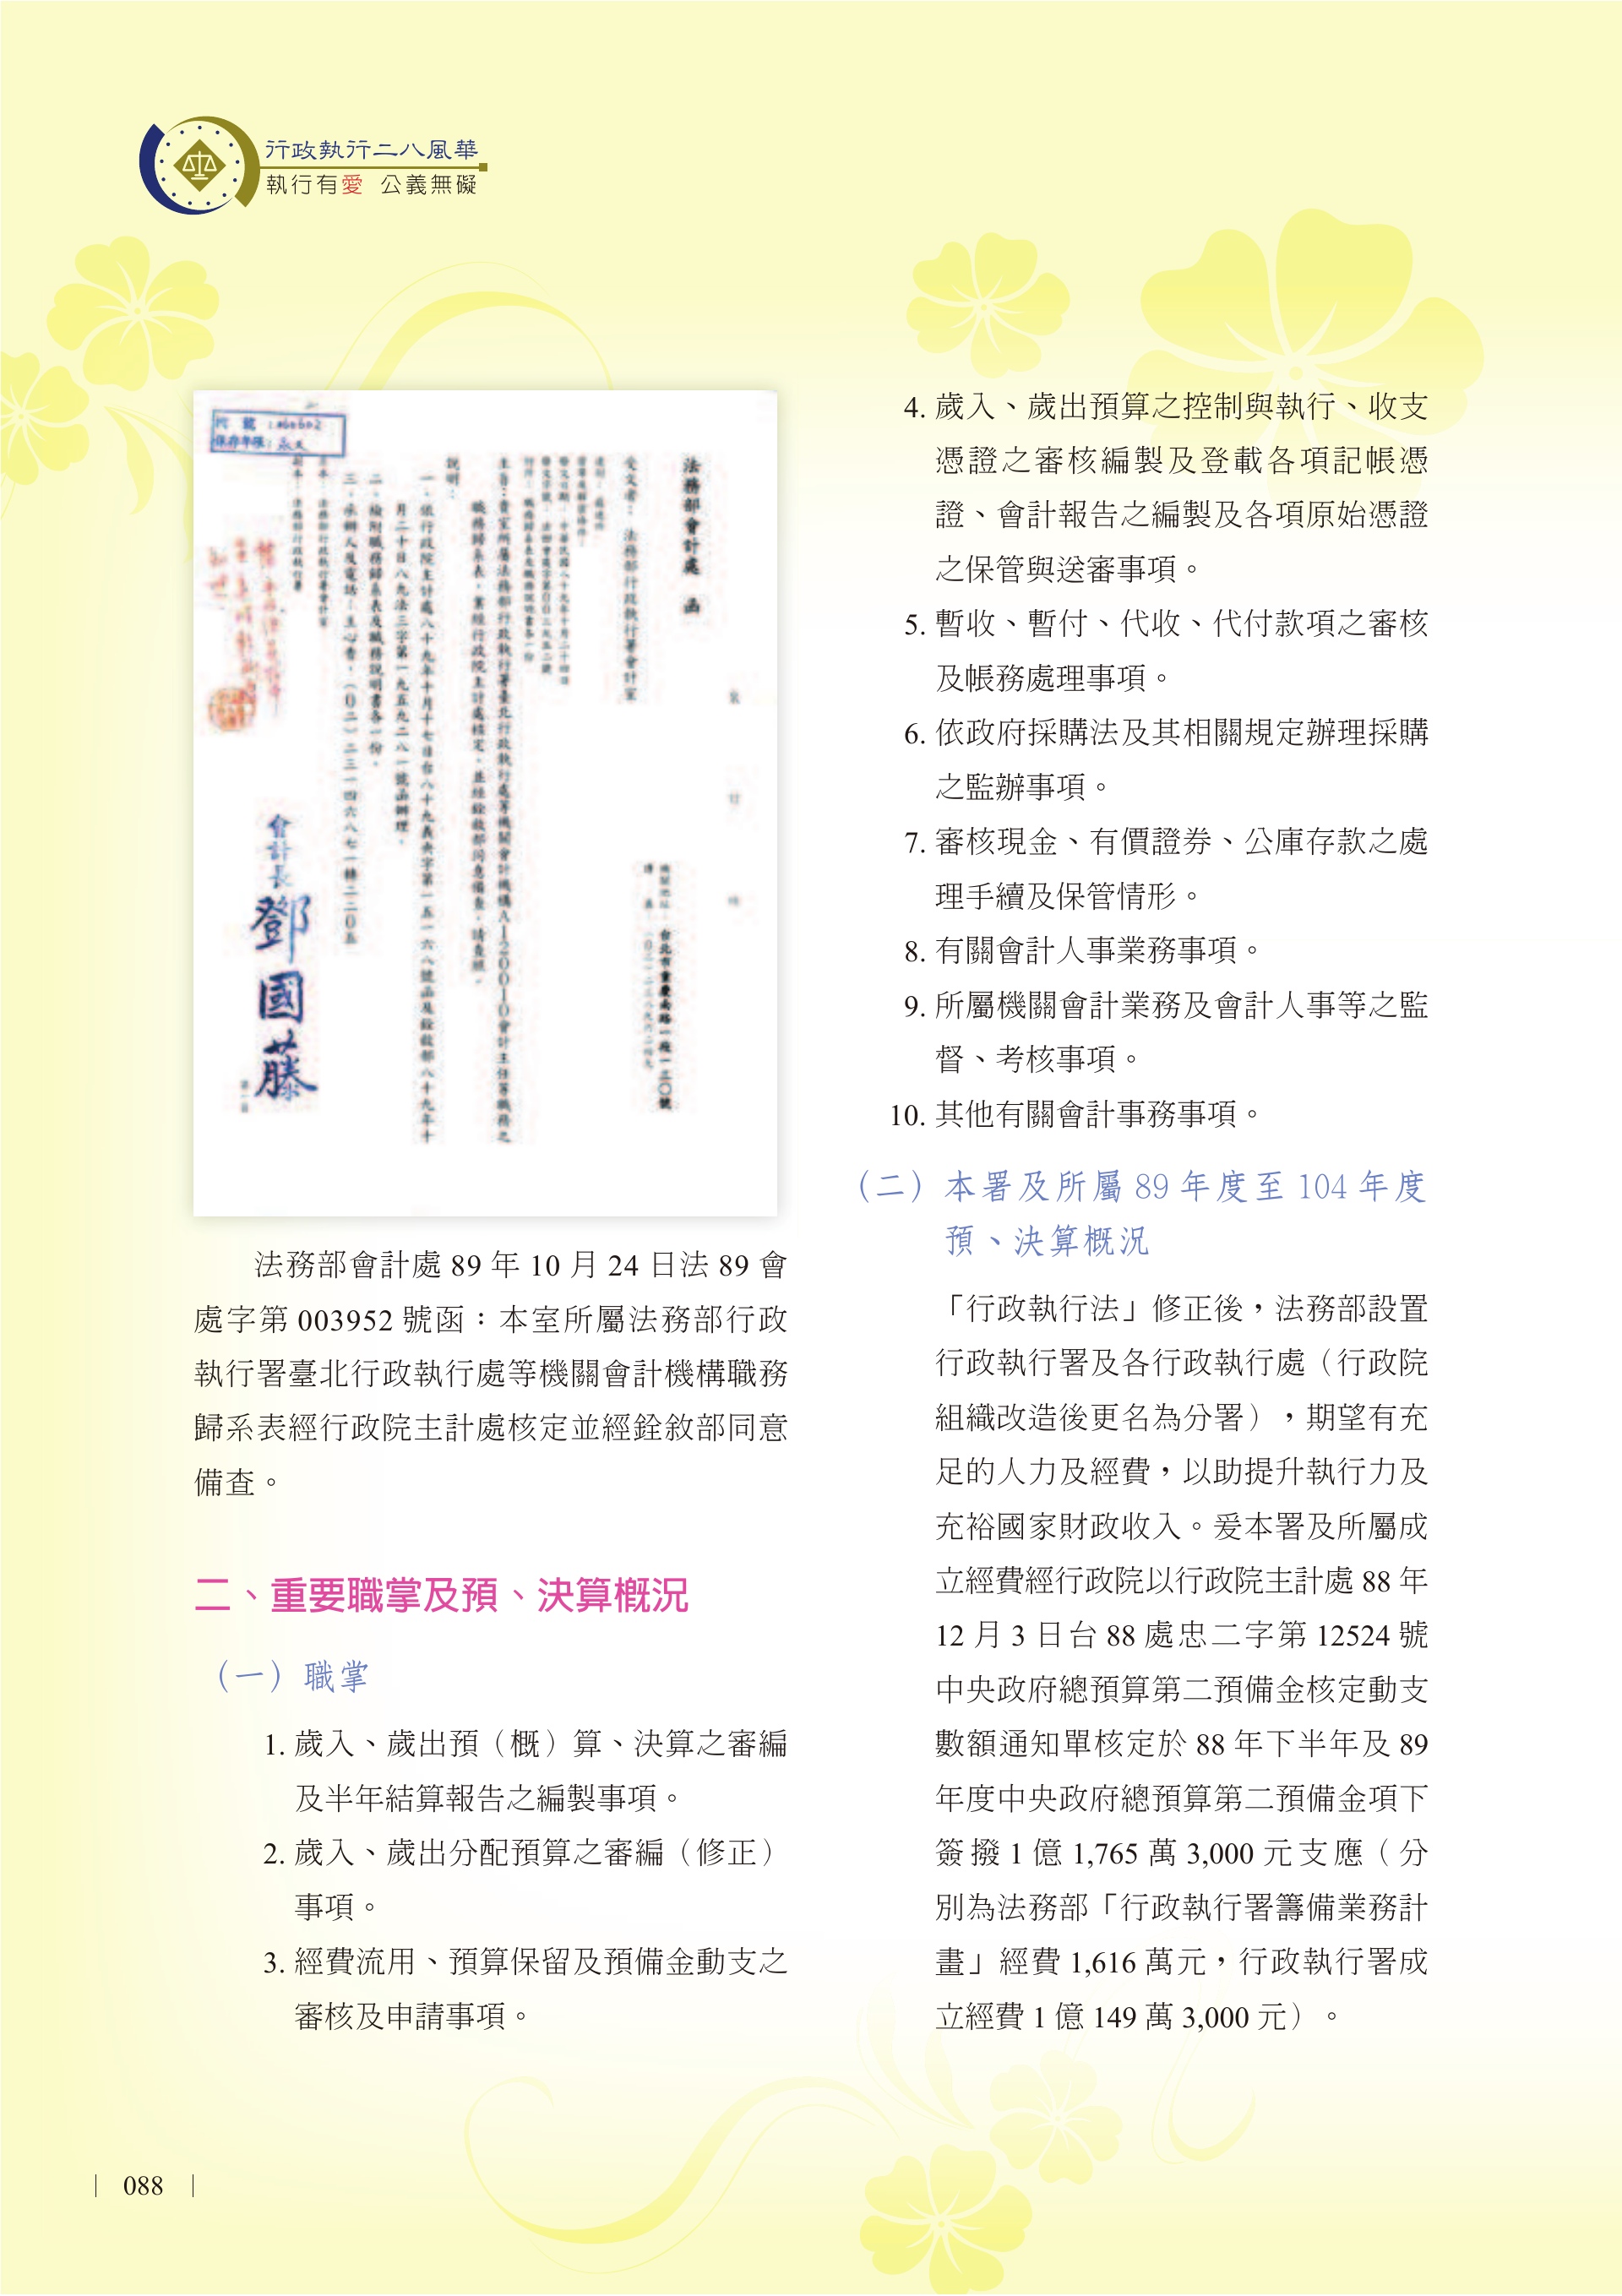 行政執行二八風華
執行有愛 公義無礙
法務部會計處 函
受文者：法務部行政執行署會計室
說明：
會計長 鄧國藤
法務部會計處 89 年 10 月 24 日法 89 會
處字第 003952 號函：本室所屬法務部行政
執行署臺北行政執行處等機關會計機構職務
歸系表經行政院主計處核定並經銓敘部同意
備查。
二、重要職掌及預、決算概況
（一）職掌
1. 歲入、歲出預（概）算、決算之審編
及半年結算報告之編製事項。
2. 歲入、歲出分配預算之審編（修正）
事項。
3. 經費流用、預算保留及預備金動支之
審核及申請事項。
4. 歲入、歲出預算之控制與執行、收支
憑證之審核編製及登載各項記帳憑
證、會計報告之編製及各項原始憑證
之保管與送審事項。
5. 暫收、暫付、代收、代付款項之審核
及帳務處理事項。
6. 依政府採購法及其相關規定辦理採購
之監辦事項。
7. 審核現金、有價證券、公庫存款之處
理手續及保管情形。
8. 有關會計人事業務事項。
9. 所屬機關會計業務及會計人事等之監
督、考核事項。
10. 其他有關會計事務事項。
（二）本署及所屬 89 年度至 104 年度
預、決算概況
「行政執行法」修正後，法務部設置
行政執行署及各行政執行處（行政院
組織改造後更名為分署），期望有充
足的人力及經費，以助提升執行力及
充裕國家財政收入。爰本署及所屬成
立經費經行政院以行政院主計處 88 年
12 月 3 日台 88 處忠二字第 12524 號
中央政府總預算第二預備金核定動支
數額通知單核定於 88 年下半年及 89
年度中央政府總預算第二預備金項下
簽撥 1 億 1,765 萬 3,000 元支應（分
別為法務部「行政執行署籌備業務計
畫」經費 1,616 萬元，行政執行署成
立經費 1 億 149 萬 3,000 元）。
088